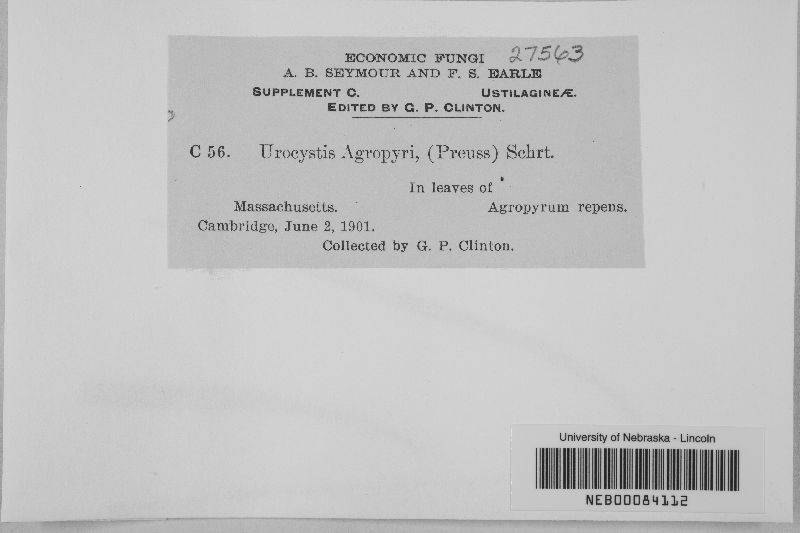 ECONOMIC FUNGI 27563
A. B. SEYMOUR AND F. S. EARLE
SUPPLEMENT C. USTILAGINEÆ.
EDITED BY G. P. CLINTON.
C 56. Urocystis Agropyri, (Preuss) Schrt.
In leaves of
Massachusetts. Agropyrum repens.
Cambridge, June 2, 1901.
Collected by G. P. Clinton.
University of Nebraska - Lincoln
NEB00084112